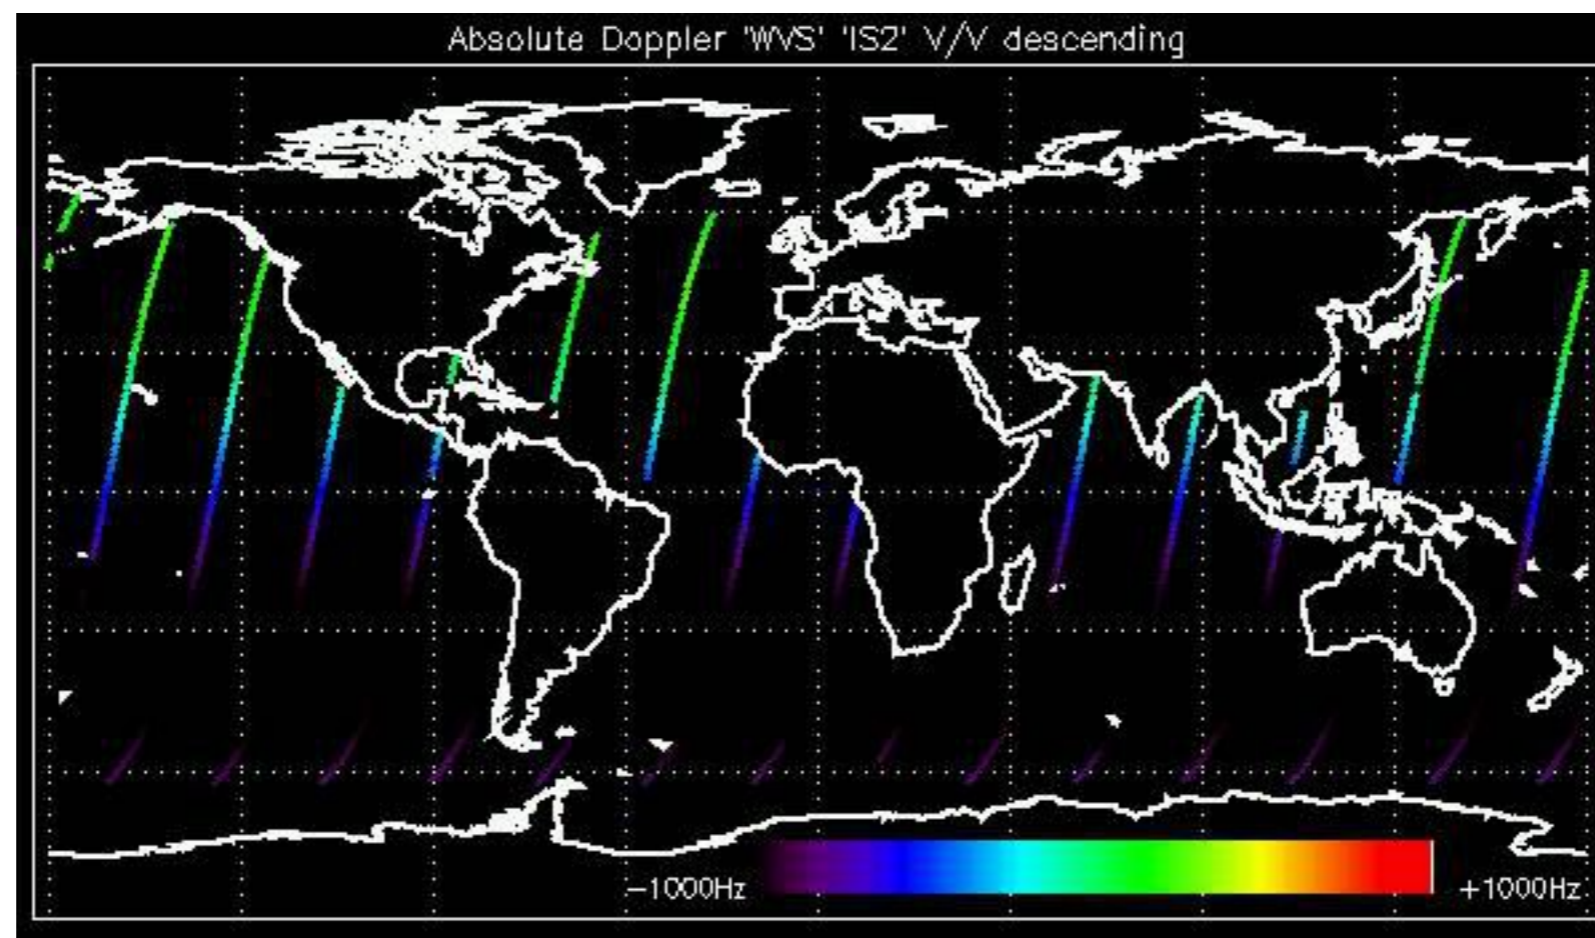 Absolute Doppler 'WVS' 'IS2' V/V descending
−1000Hz
+1000Hz